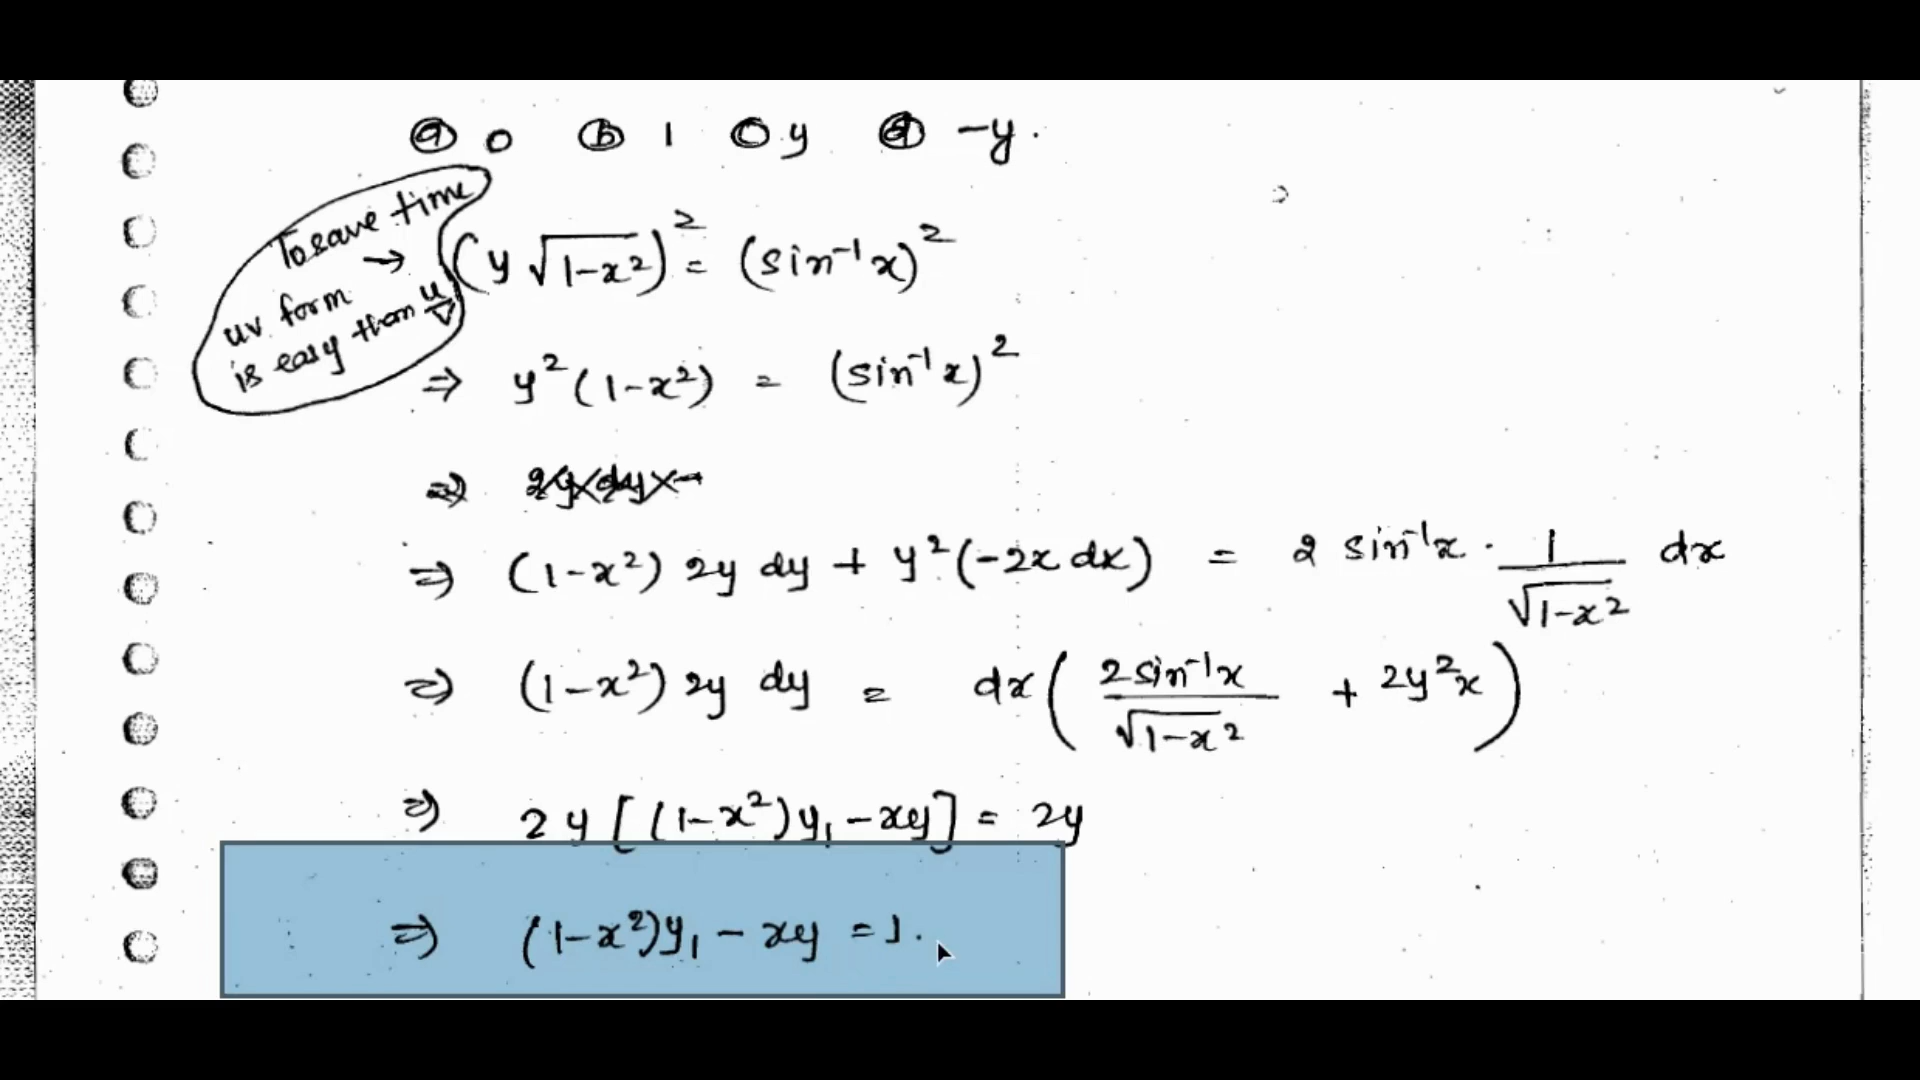 ⓐ 0 ⓑ 1 ⓒ y ⓓ -y.
To save time
→
uv form
is easy than u/v
(y √(1-x²))² = (sin⁻¹x)²
⇒ y²(1-x²) = (sin⁻¹x)²
⇒ 2y dy
⇒ (1-x²) 2y dy + y²(-2x dx) = 2 sin⁻¹x · 1/√(1-x²) dx
⇒ (1-x²) 2y dy = dx (2sin⁻¹x/√(1-x²) + 2y²x)
⇒ 2y [(1-x²)y₁ - xy] = 2y
⇒ (1-x²)y₁ - xy = 1.